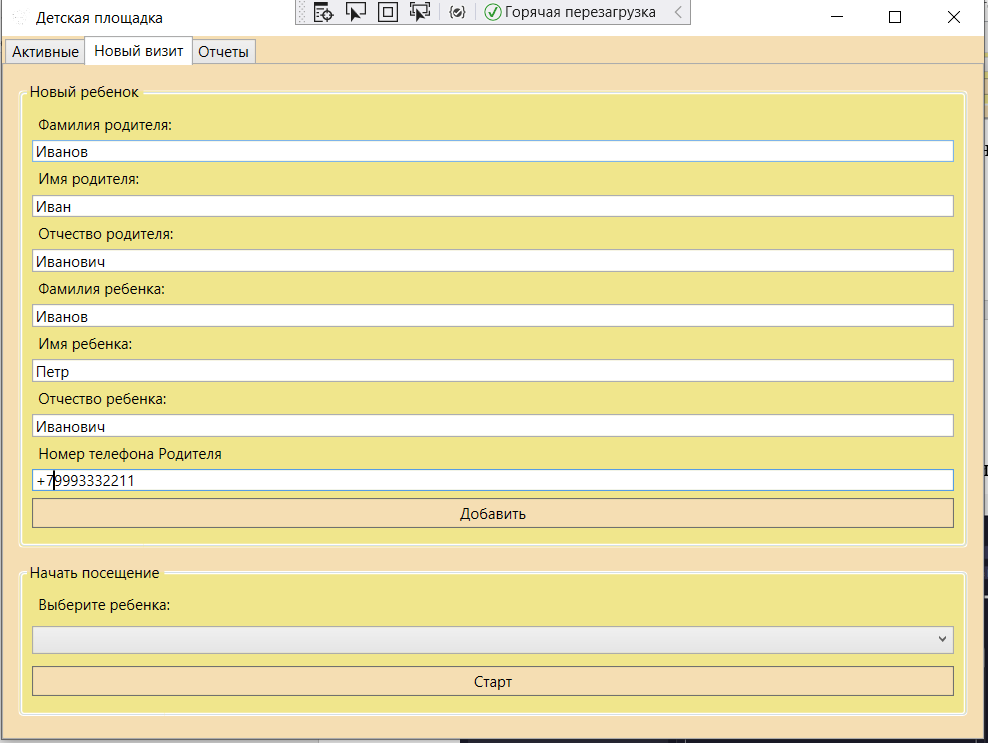 Детская площадка
Горячая перезагрузка
Активные Новый визит Отчеты
Новый ребенок
Фамилия родителя:
Иванов
Имя родителя:
Иван
Отчество родителя:
Иванович
Фамилия ребенка:
Иванов
Имя ребенка:
Петр
Отчество ребенка:
Иванович
Номер телефона Родителя
+79993332211
Добавить
Начать посещение
Выберите ребенка:
Старт